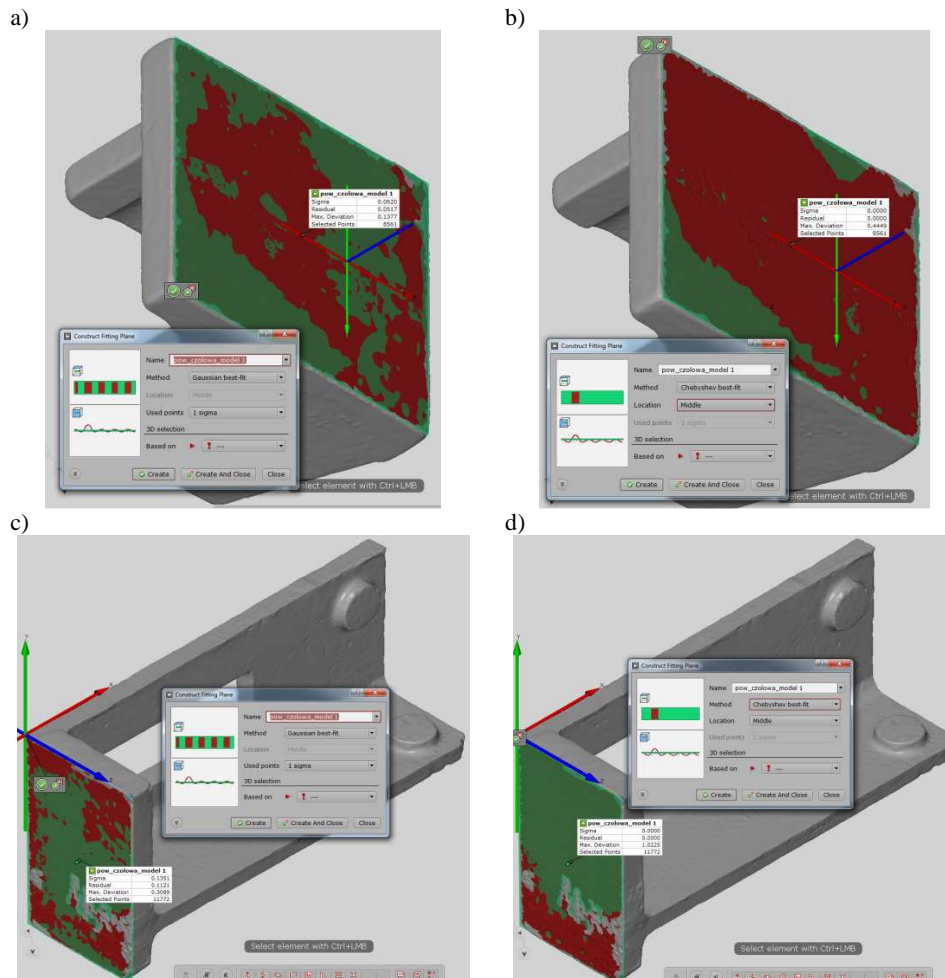 a)
b)
pow_czolowa_model 1
Sigma 0.0620
Residual 0.0517
Max. Deviation 0.1377
Selected Points 8561
Construct Fitting Plane
Name pow_czolowa_model 1
Method Gaussian best-fit
Location Middle
Used points 1 sigma
3D selection
Based on ---
Create Create And Close Close
Select element with Ctrl+LMB
pow_czolowa_model 1
Sigma 0.0000
Residual 0.0000
Max. Deviation 0.4449
Selected Points 8561
Construct Fitting Plane
Name pow_czolowa_model 1
Method Chebyshev best-fit
Location Middle
Used points 1 sigma
3D selection
Based on ---
Create Create And Close Close
Select element with Ctrl+LMB
c)
d)
Construct Fitting Plane
Name pow_czolowa_model 1
Method Gaussian best-fit
Location Middle
Used points 1 sigma
3D selection
Based on ---
Create Create And Close Close
pow_czolowa_model 1
Sigma 0.1351
Residual 0.1121
Max. Deviation 0.3089
Selected Points 11772
Select element with Ctrl+LMB
Construct Fitting Plane
Name pow_czolowa_model 1
Method Chebyshev best-fit
Location Middle
Used points 1 sigma
3D selection
Based on ---
Create Create And Close Close
pow_czolowa_model 1
Sigma 0.0000
Residual 0.0000
Max. Deviation 1.0225
Selected Points 11772
Select element with Ctrl+LMB